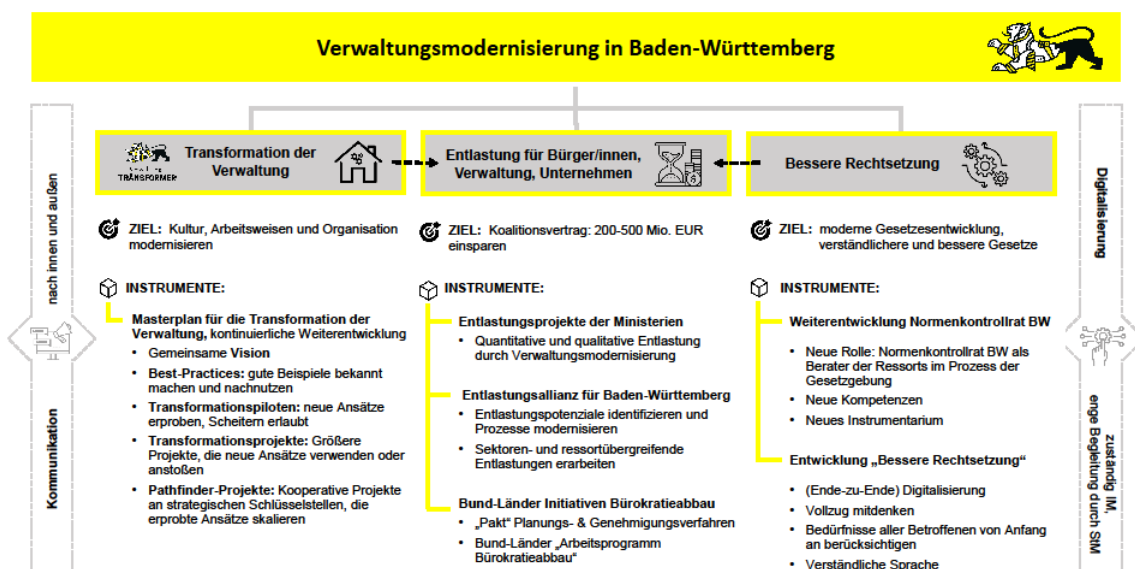 Verwaltungsmodernisierung in Baden-Württemberg
nach innen und außen
Kommunikation
TRÄNSFORMER
Transformation der
Verwaltung
ZIEL: Kultur, Arbeitsweisen und Organisation
modernisieren
INSTRUMENTE:
Masterplan für die Transformation der
Verwaltung, kontinuierliche Weiterentwicklung
• Gemeinsame Vision
• Best-Practices: gute Beispiele bekannt
machen und nachnutzen
• Transformationspiloten: neue Ansätze
erproben, Scheitern erlaubt
• Transformationsprojekte: Größere
Projekte, die neue Ansätze verwenden oder
anstoßen
• Pathfinder-Projekte: Kooperative Projekte
an strategischen Schlüsselstellen, die
erprobte Ansätze skalieren
Entlastung für Bürger/innen,
Verwaltung, Unternehmen
ZIEL: Koalitionsvertrag: 200-500 Mio. EUR
einsparen
INSTRUMENTE:
Entlastungsprojekte der Ministerien
• Quantitative und qualitative Entlastung
durch Verwaltungsmodernisierung
Entlastungsallianz für Baden-Württemberg
• Entlastungspotenziale identifizieren und
Prozesse modernisieren
• Sektoren- und ressortübergreifende
Entlastungen erarbeiten
Bund-Länder Initiativen Bürokratieabbau
• „Pakt" Planungs- & Genehmigungsverfahren
• Bund-Länder „Arbeitsprogramm
Bürokratieabbau"
Bessere Rechtsetzung
ZIEL: moderne Gesetzesentwicklung,
verständlichere und bessere Gesetze
INSTRUMENTE:
Weiterentwicklung Normenkontrollrat BW
• Neue Rolle: Normenkontrollrat BW als
Berater der Ressorts im Prozess der
Gesetzgebung
• Neue Kompetenzen
• Neues Instrumentarium
Entwicklung „Bessere Rechtsetzung"
• (Ende-zu-Ende) Digitalisierung
• Vollzug mitdenken
• Bedürfnisse aller Betroffenen von Anfang
an berücksichtigen
• Verständliche Sprache
Digitalisierung
zuständig IM,
enge Begleitung durch StM